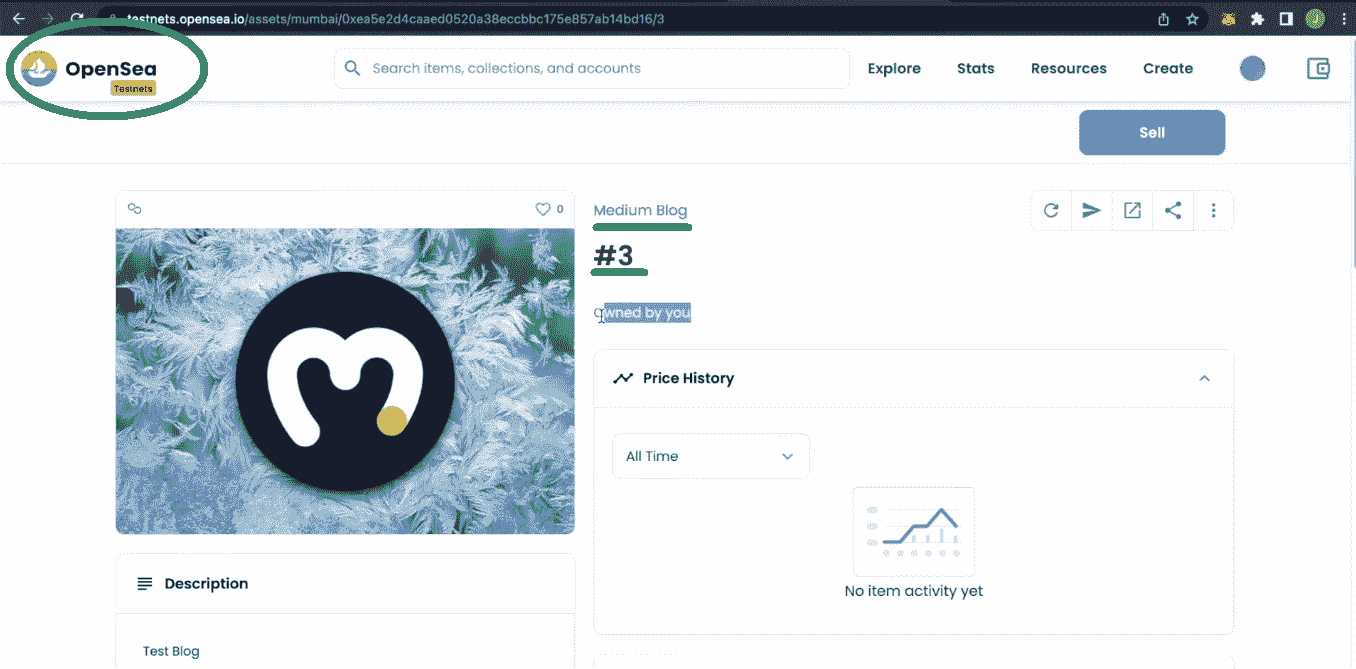 testnets.opensea.io/assets/mumbai/0xea5e2d4caaed0520a38eccbbc175e857ab14bd16/3
OpenSea
Testnets
Search items, collections, and accounts
Explore
Stats
Resources
Create
Sell
0
Medium Blog
#3
Owned by you
Price History
All Time
No item activity yet
Description
Test Blog